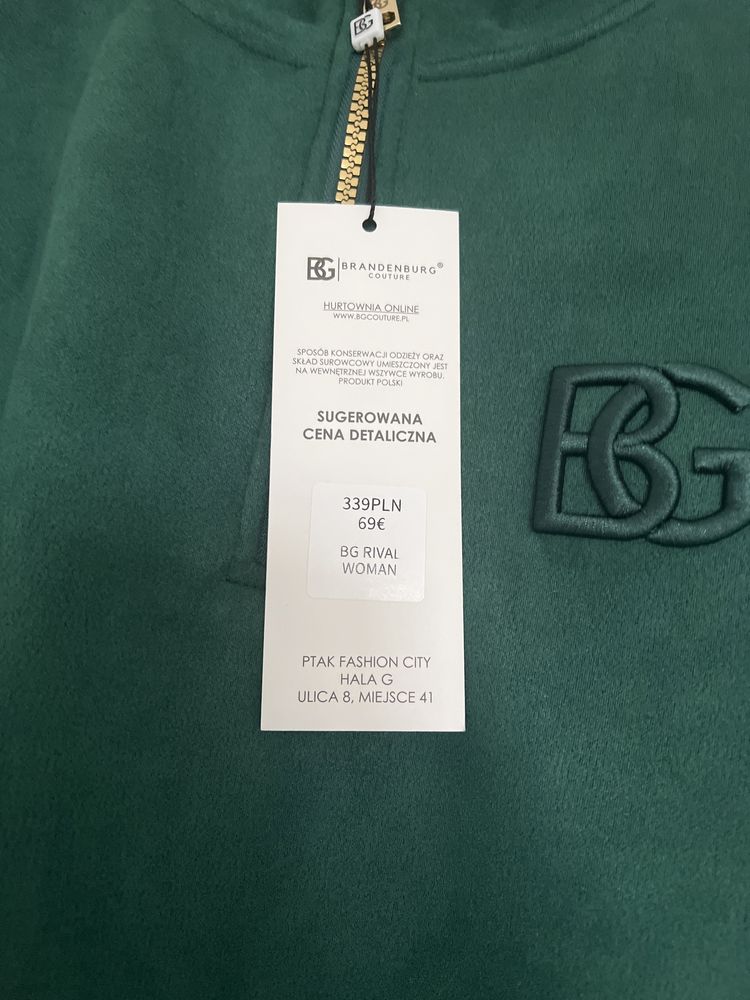 BG
BG BRANDENBURG®
COUTURE
HURTOWNIA ONLINE
WWW.BGCOUTURE.PL
SPOSÓB KONSERWACJI ODZIEŻY ORAZ
SKŁAD SUROWCOWY UMIESZCZONY JEST
NA WEWNĘTRZNEJ WSZYWCE WYROBU.
PRODUKT POLSKI
SUGEROWANA
CENA DETALICZNA
BG
339PLN
69€
BG RIVAL
WOMAN
PTAK FASHION CITY
HALA G
ULICA 8, MIEJSCE 41